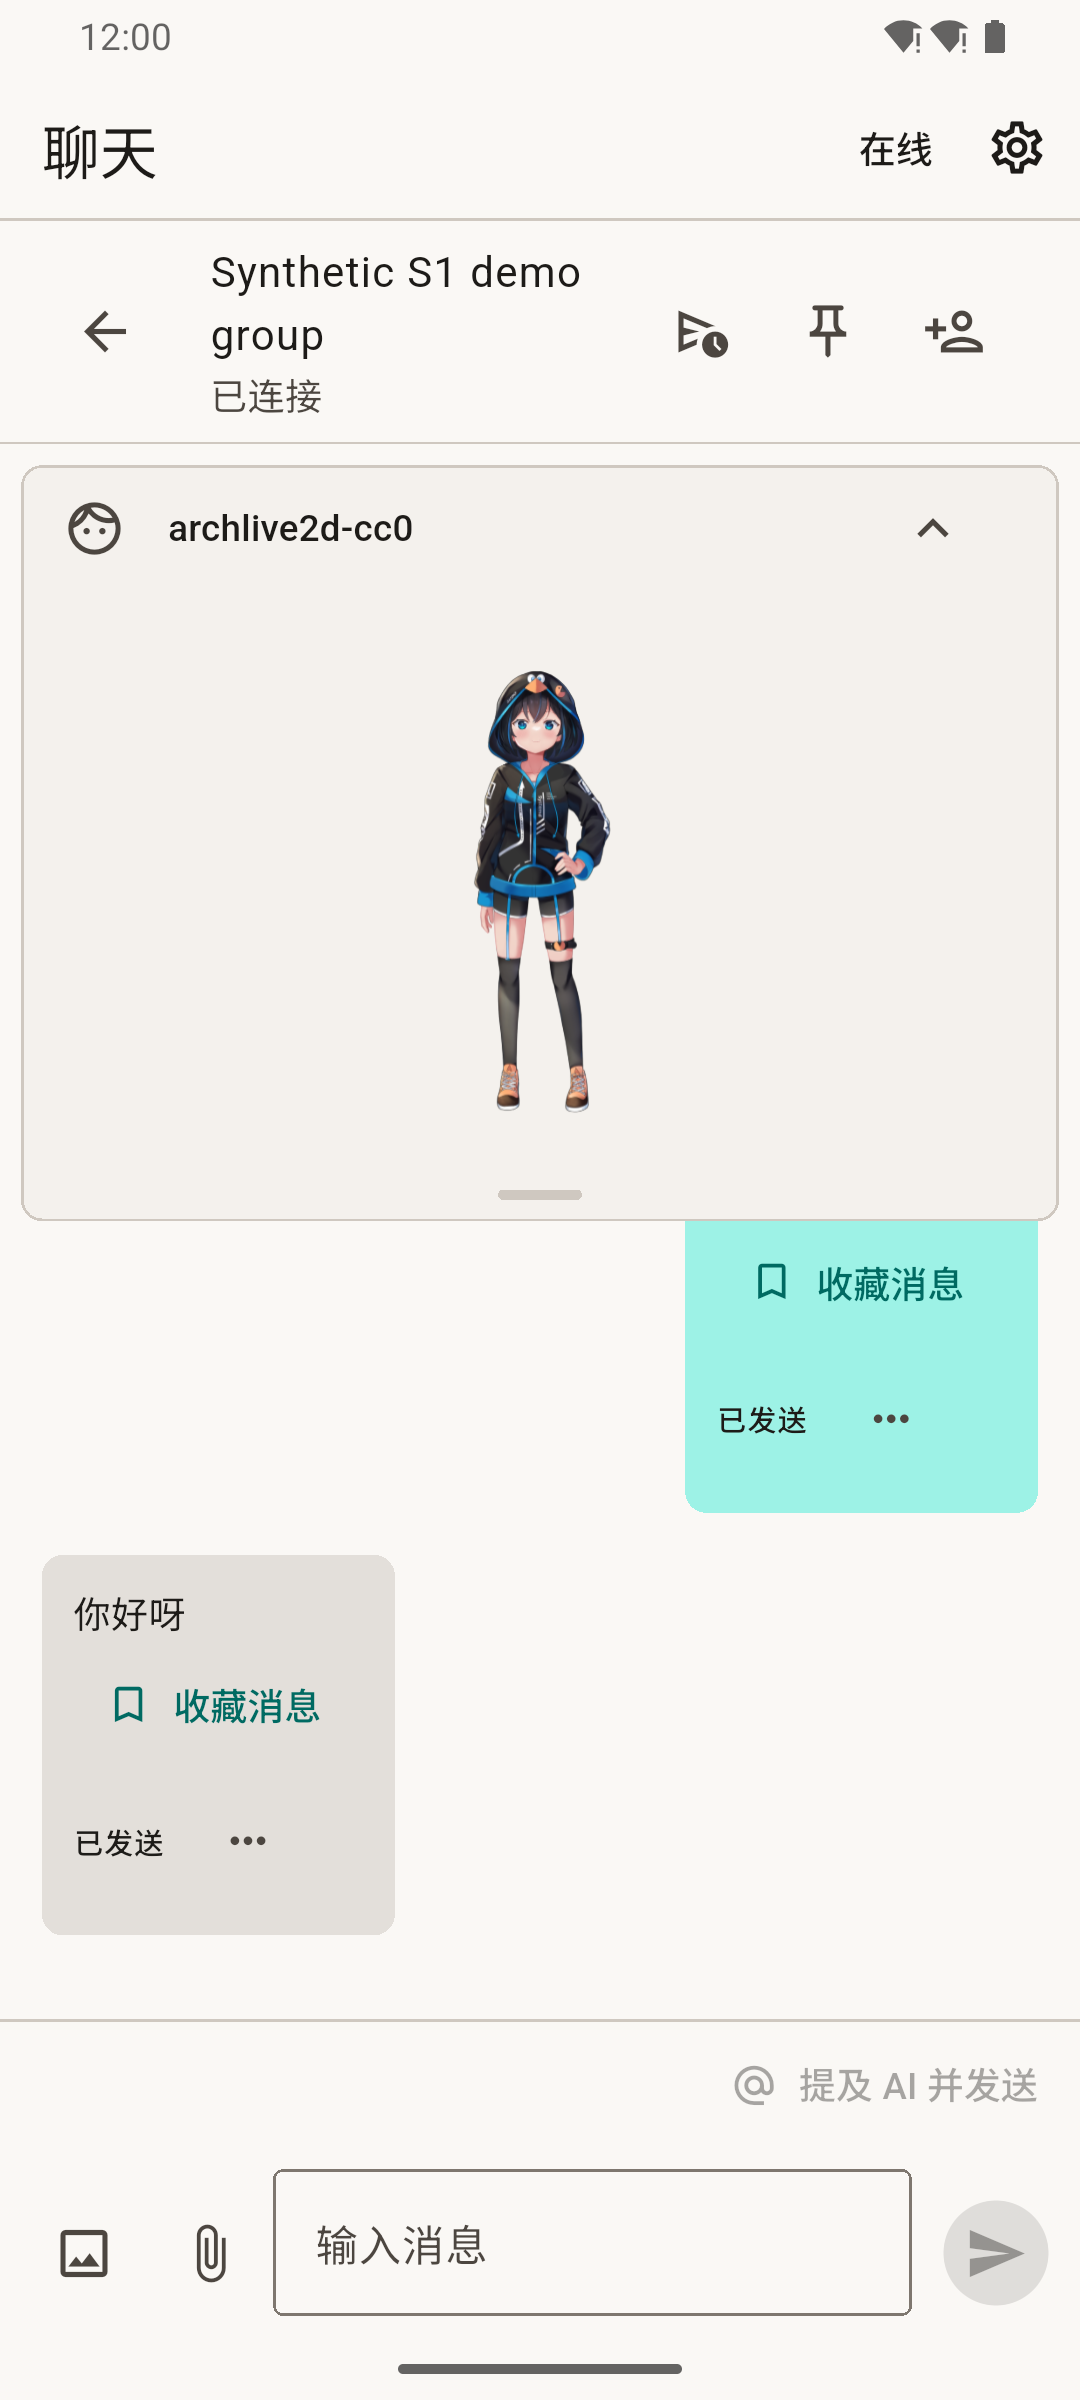 12:00
聊天
在线
Synthetic S1 demo
group
已连接
archlive2d-cc0
收藏消息
已发送
你好呀
收藏消息
已发送
提及 AI 并发送
输入消息